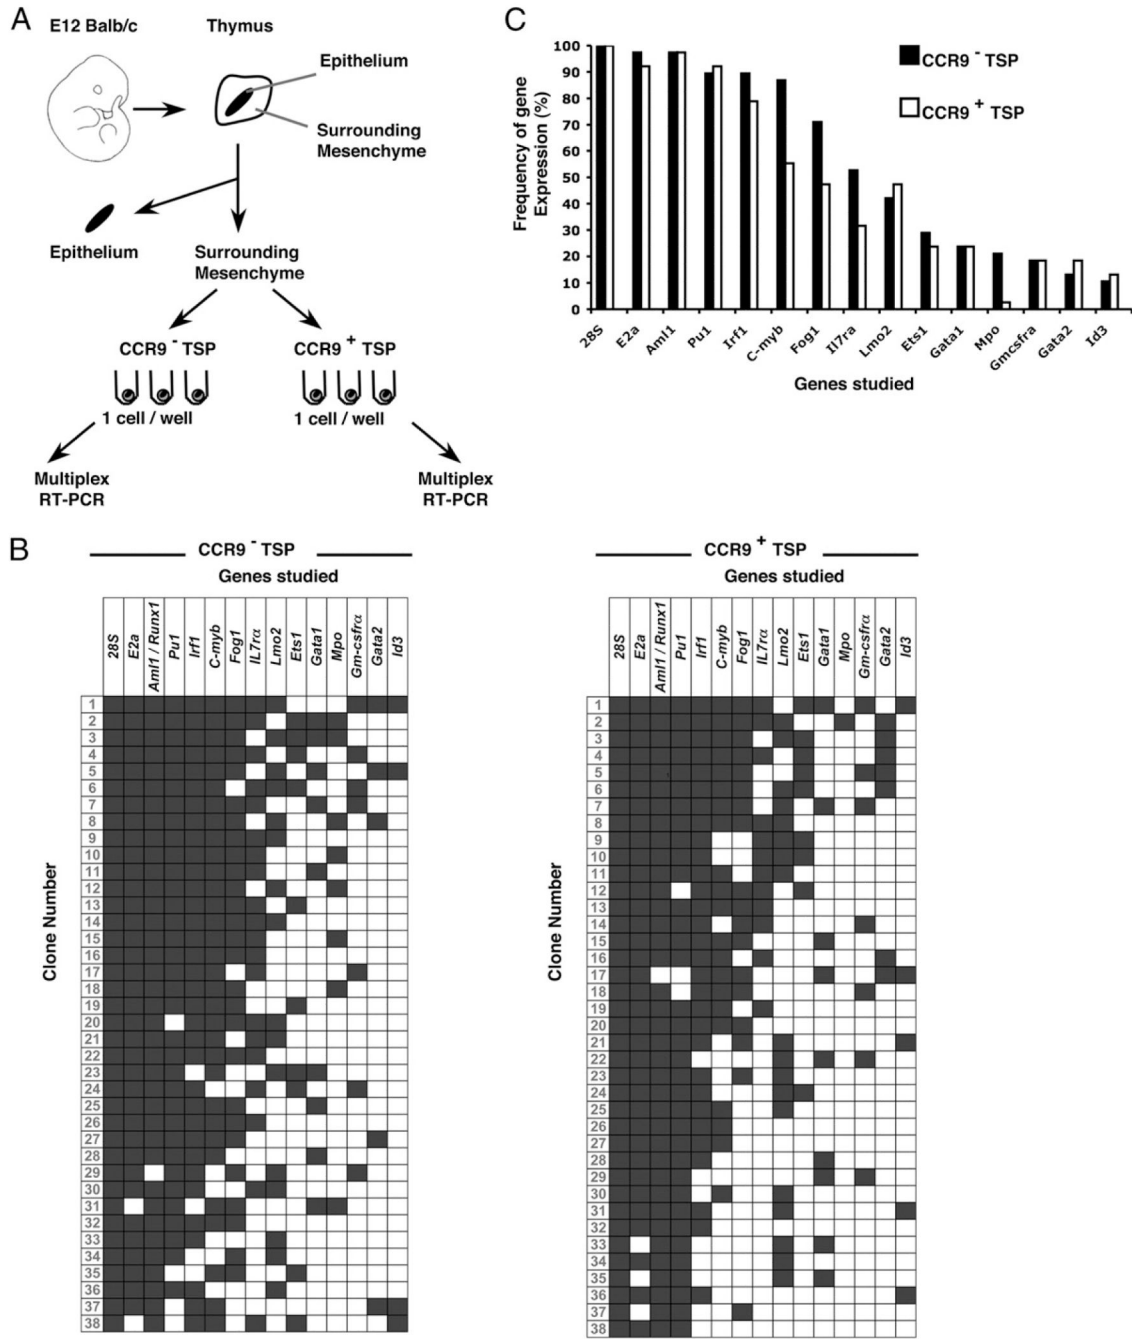 A
E12 Balb/c
Thymus
Epithelium
Surrounding
Mesenchyme
Epithelium
Surrounding
Mesenchyme
CCR9 - TSP
CCR9 + TSP
1 cell / well
1 cell / well
Multiplex
RT-PCR
Multiplex
RT-PCR
C
Frequency of gene
Expression (%)
100
90
80
70
60
50
40
30
20
10
0
CCR9 - TSP
CCR9 + TSP
28S
E2a
Aml1
Pu1
Irf1
C-myb
Fog1
Il7ra
Lmo2
Ets1
Gata1
Mpo
Gmcsfra
Gata2
Id3
Genes studied
B
CCR9 - TSP
Genes studied
28S
E2a
Aml1 / Runx1
Pu1
Irf1
C-myb
Fog1
IL7rα
Lmo2
Ets1
Gata1
Mpo
Gm-csfrα
Gata2
Id3
Clone Number
1
2
3
4
5
6
7
8
9
10
11
12
13
14
15
16
17
18
19
20
21
22
23
24
25
26
27
28
29
30
31
32
33
34
35
36
37
38
CCR9 + TSP
Genes studied
28S
E2a
Aml1 / Runx1
Pu1
Irf1
C-myb
Fog1
IL7rα
Lmo2
Ets1
Gata1
Mpo
Gm-csfrα
Gata2
Id3
Clone Number
1
2
3
4
5
6
7
8
9
10
11
12
13
14
15
16
17
18
19
20
21
22
23
24
25
26
27
28
29
30
31
32
33
34
35
36
37
38